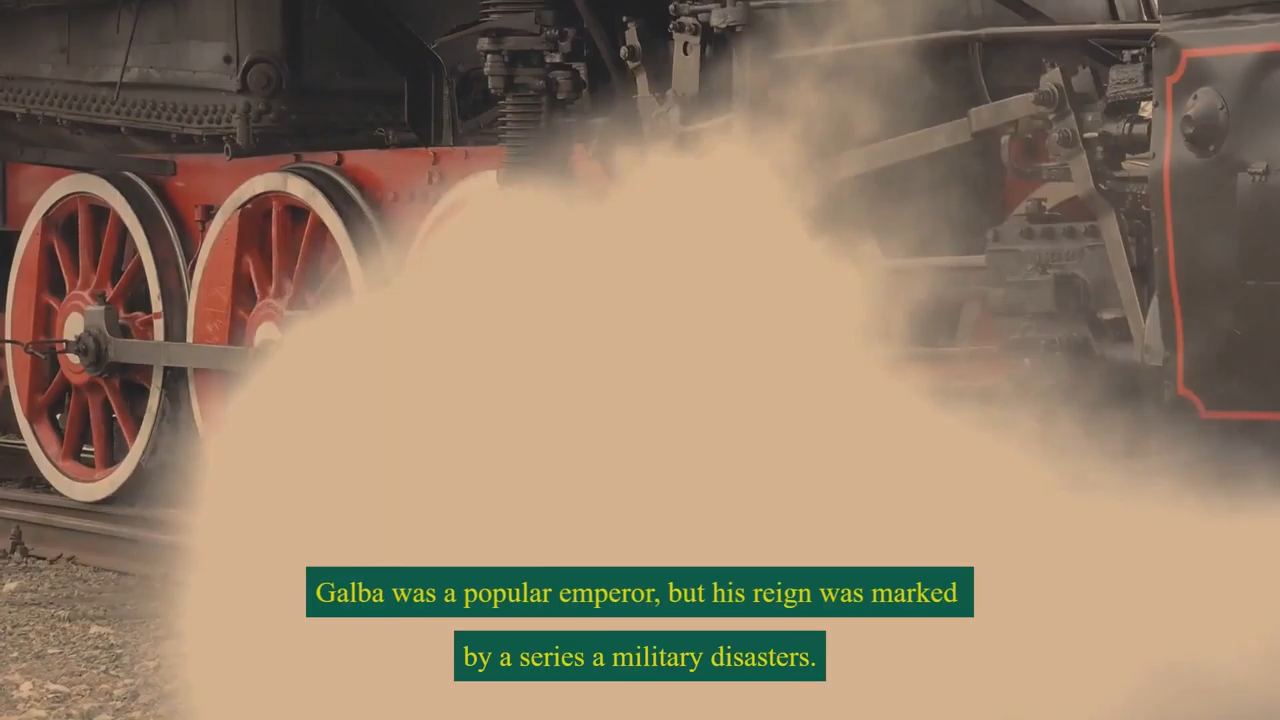 Galba was a popular emperor, but his reign was marked
by a series a military disasters.